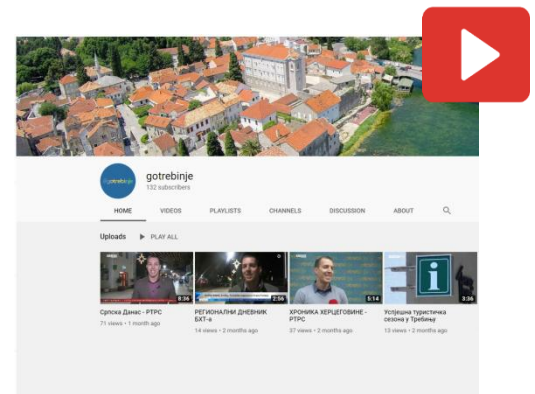 gotrebinje
132 subscribers
HOME VIDEOS PLAYLISTS CHANNELS DISCUSSION ABOUT
Uploads PLAY ALL
8:36 2:56 5:14 3:36
Српска Данас - РТРС
71 views • 1 month ago
РЕГИОНАЛНИ ДНЕВНИК
БХТ-а
14 views • 2 months ago
ХРОНИКА ХЕРЦЕГОВИНЕ -
РТРС
37 views • 2 months ago
Успјешна туристичка
сезона у Требињу
13 views • 2 months ago